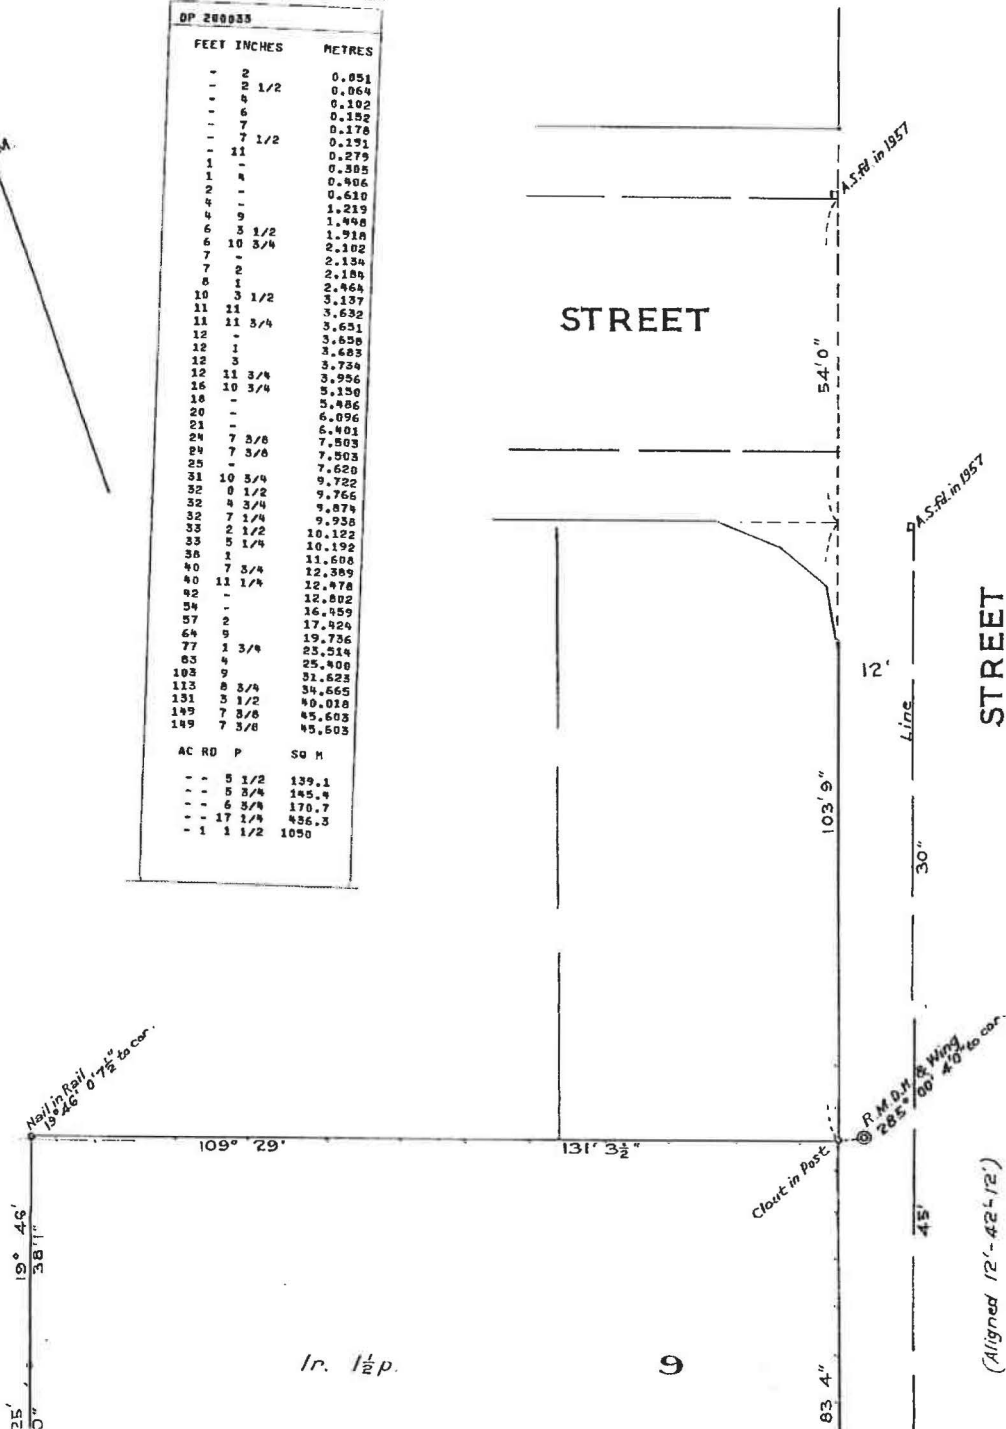 DP 200033
FEET INCHES METRES
- 2 0.051
- 2 1/2 0.064
- 4 0.102
- 6 0.152
- 7 0.178
- 7 1/2 0.191
- 11 0.279
1 - 0.305
1 4 0.406
2 - 0.610
4 - 1.219
4 9 1.448
6 3 1/2 1.918
6 10 3/4 2.102
7 - 2.134
7 2 2.184
8 1 2.464
10 3 1/2 3.137
11 11 3.632
11 11 3/4 3.651
12 - 3.658
12 1 3.683
12 3 3.734
12 11 3/4 3.956
16 10 3/4 5.150
18 - 5.486
20 - 6.096
21 - 6.401
24 7 3/8 7.503
24 7 3/8 7.503
25 - 7.620
31 10 3/4 9.722
32 0 1/2 9.766
32 4 3/4 9.874
32 7 1/4 9.938
33 2 1/2 10.122
33 5 1/4 10.192
38 1 11.608
40 7 3/4 12.389
40 11 1/4 12.478
42 - 12.802
54 - 16.459
57 2 17.424
64 9 19.736
77 1 3/4 23.514
83 4 25.400
103 9 31.623
113 8 3/4 34.665
131 3 1/2 40.018
149 7 3/8 45.603
149 7 3/8 45.603
AC RD P SQ M
- - 5 1/2 139.1
- - 5 3/4 145.4
- - 6 3/4 170.7
- - 17 1/4 436.3
- 1 1 1/2 1050
M.
A.S.fd. in 1957
STREET
54'0"
A.S.fd. in 1957
STREET
12'
Line
103'9"
30"
Nail in Rail
19°46' 0'7½" to cor.
R.M.D.H. & Wing
285° 00' 4'0" to cor.
109° 29'
131' 3½"
Clout in Post
19° 46'
38'1"
45'
(Aligned 12'-42'-12')
1r. 1½p.
9
83 4"
25'
0"